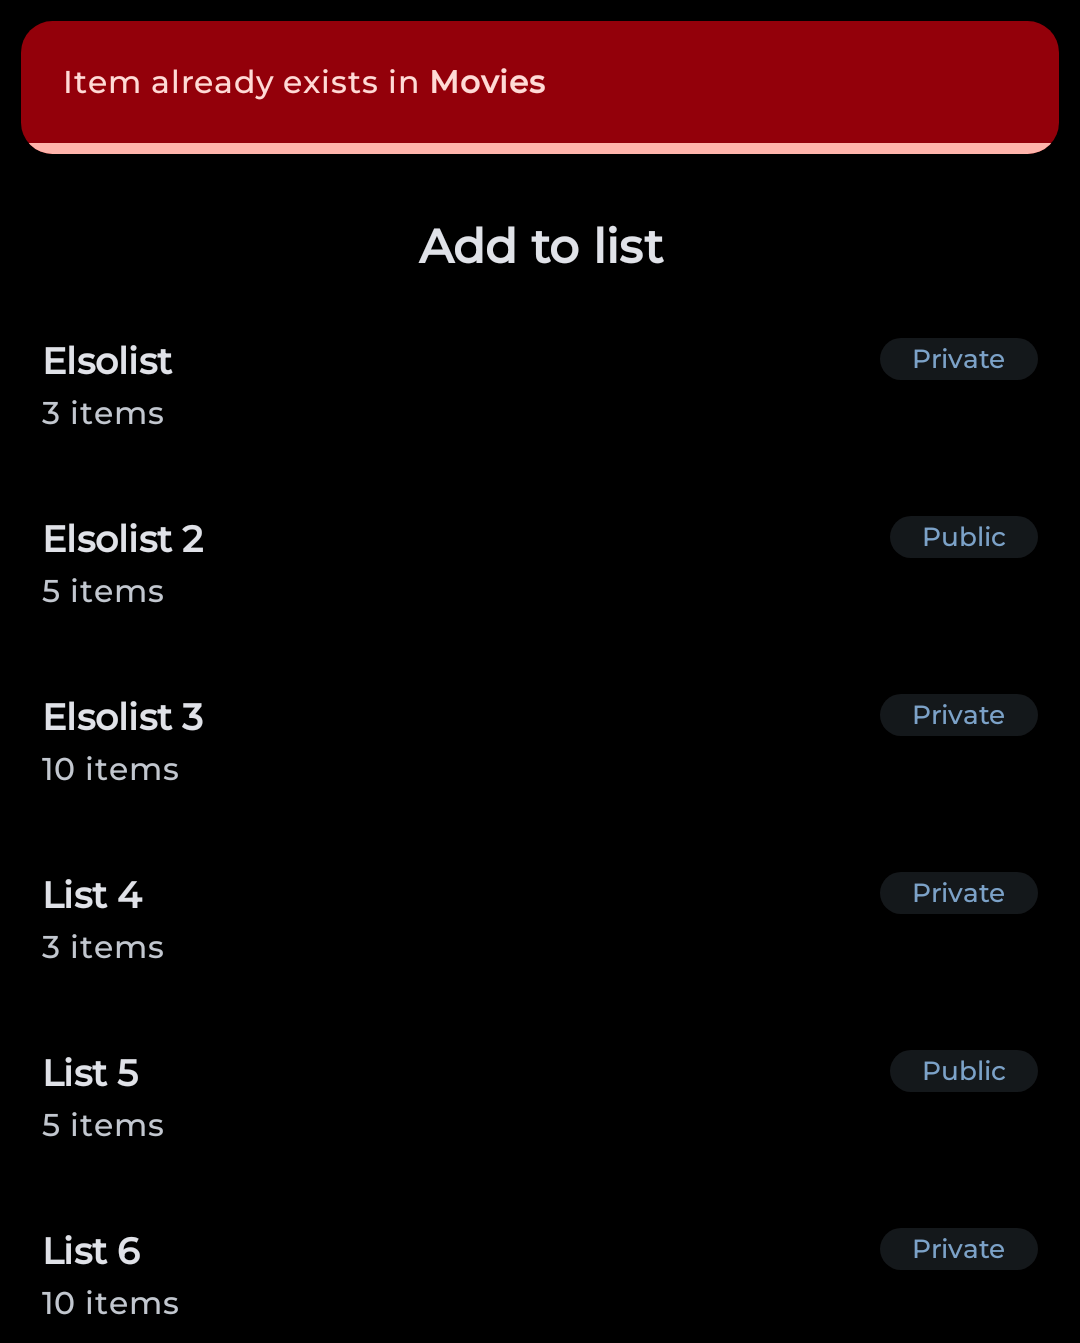 Item already exists in Movies
Add to list
Elsolist
Private
3 items
Elsolist 2
Public
5 items
Elsolist 3
Private
10 items
List 4
Private
3 items
List 5
Public
5 items
List 6
Private
10 items